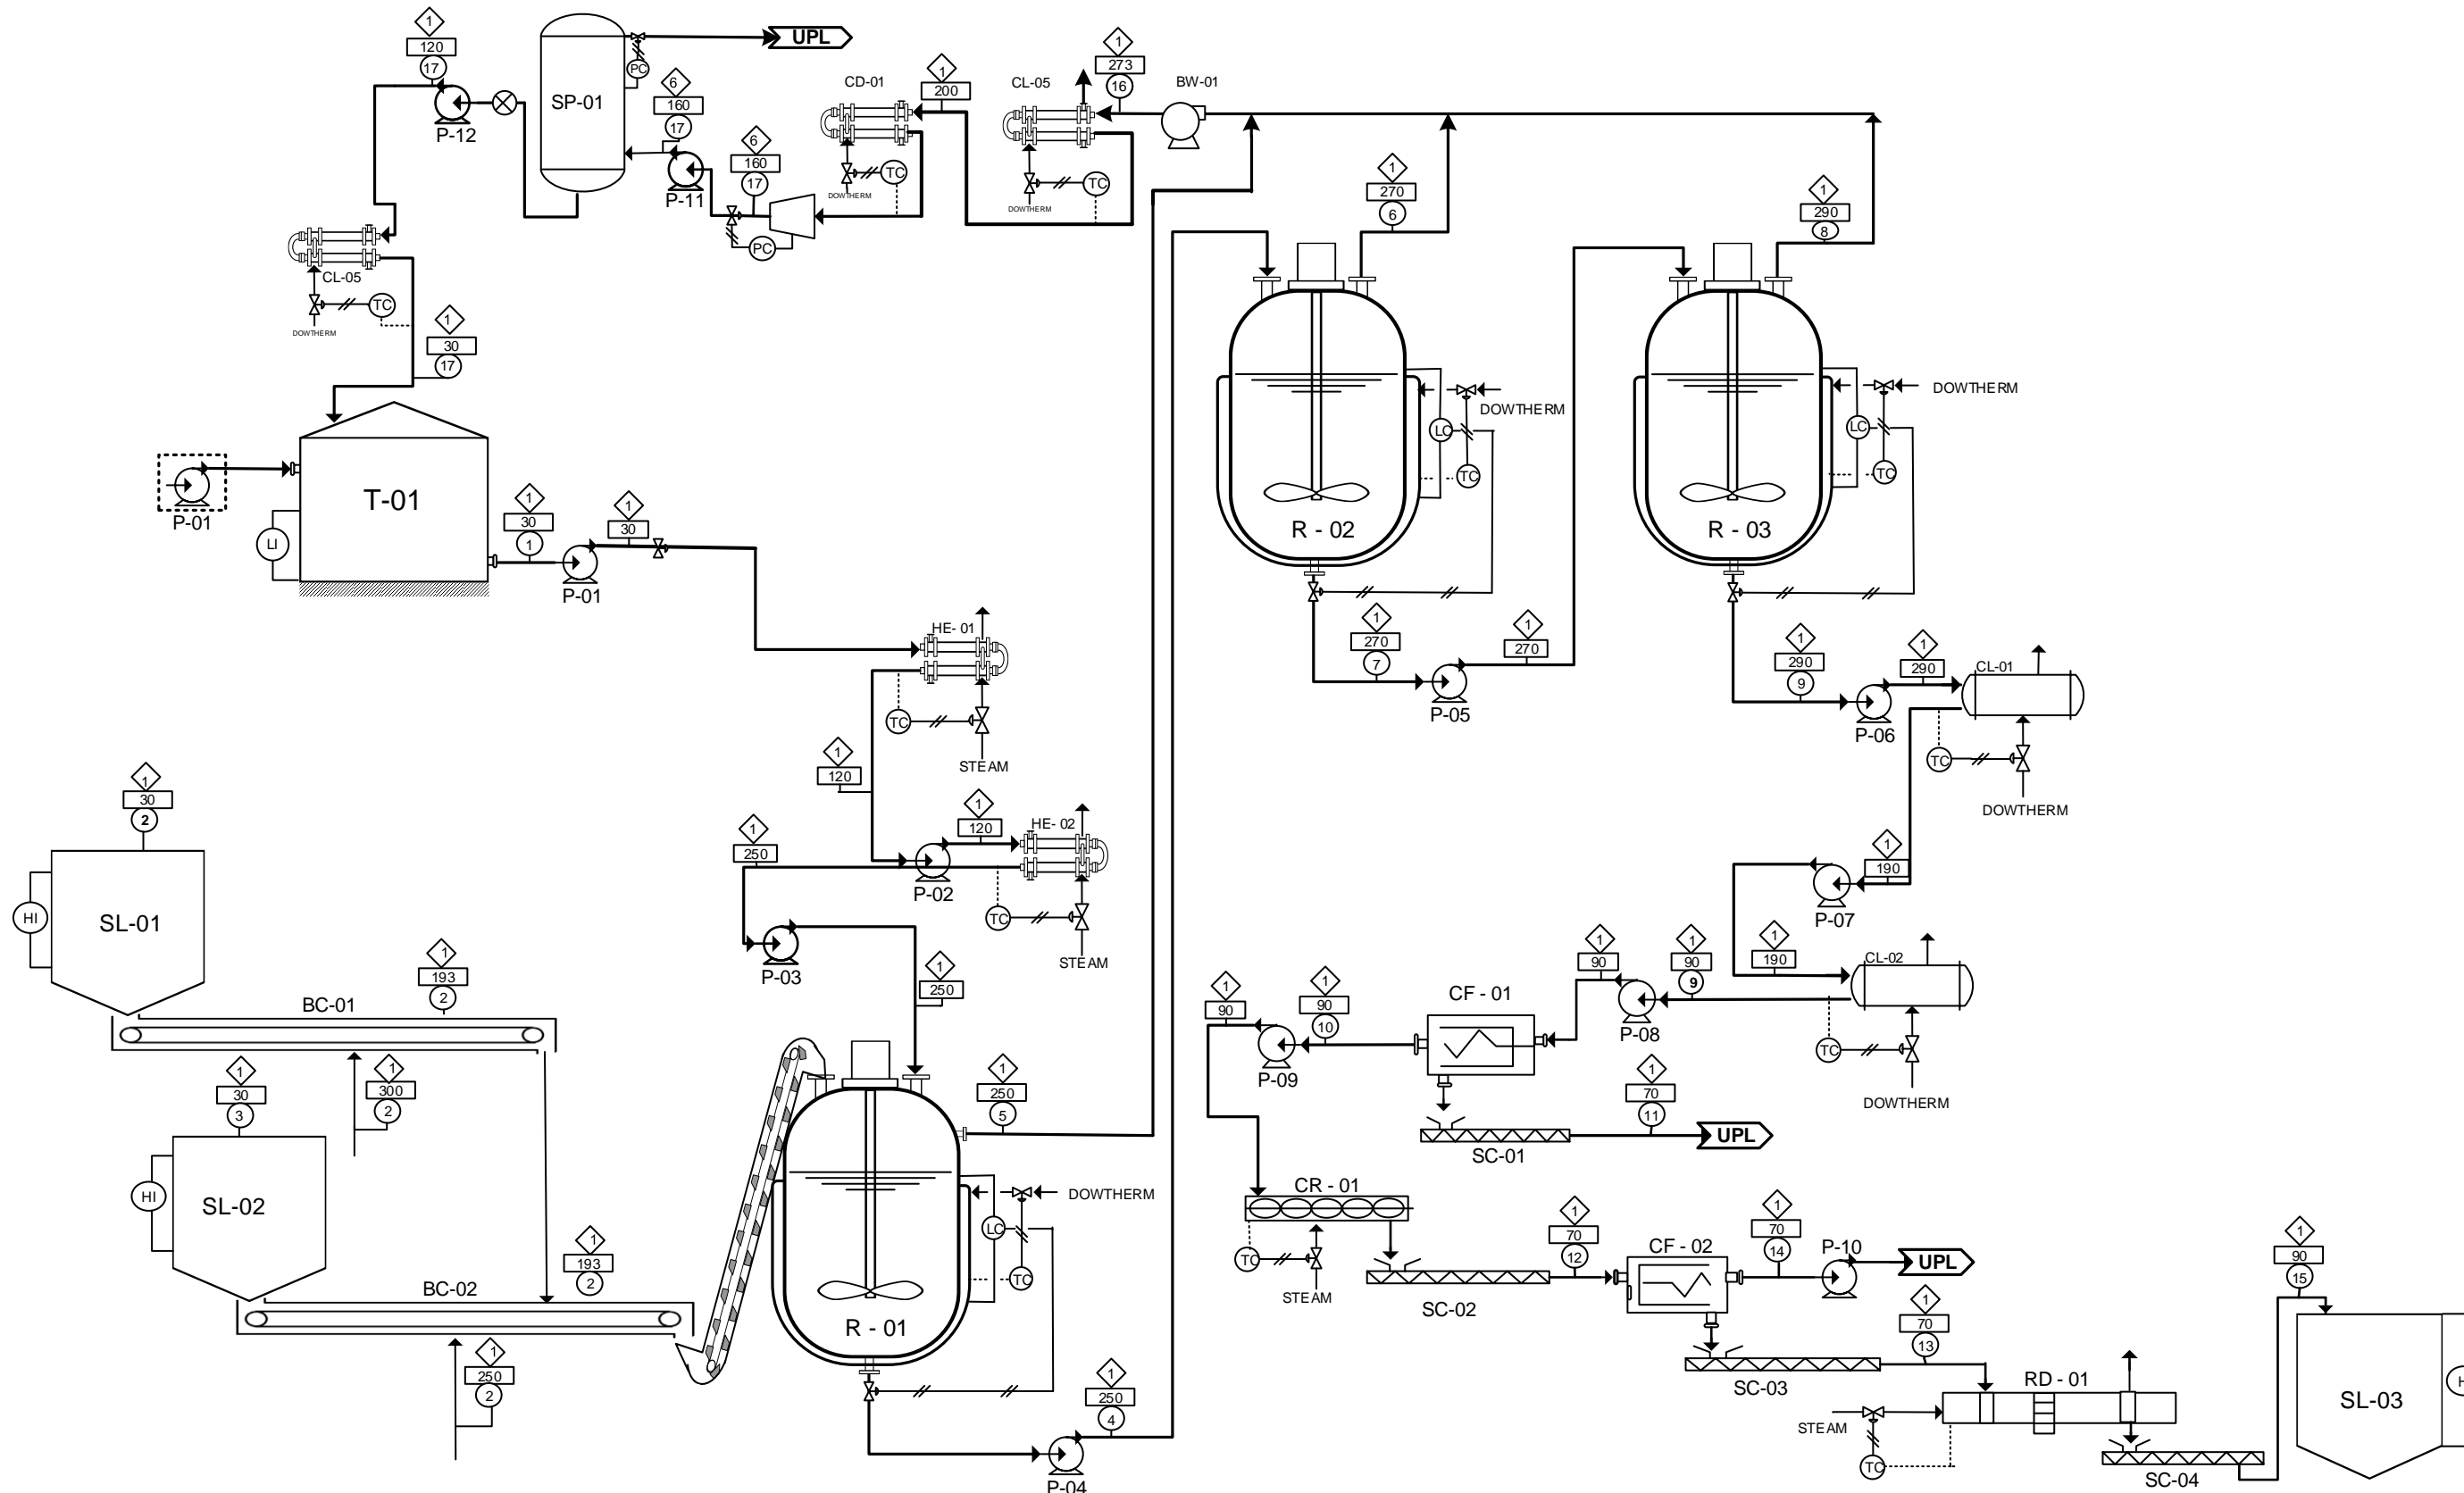 1
120
17
P-12
SP-01
PC
UPL
6
160
17
P-11
6
160
17
PC
CD-01
TC
DOWTHERM
1
200
CL-05
TC
DOWTHERM
1
273
16
BW-01
CL-05
TC
DOWTHERM
1
30
17
1
270
6
1
290
8
P-01
T-01
LI
1
30
1
P-01
1
30
R - 02
LC
TC
DOWTHERM
R - 03
LC
TC
DOWTHERM
HE- 01
TC
STEAM
1
120
1
270
7
P-05
1
270
1
290
9
P-06
1
290
CL-01
TC
DOWTHERM
1
30
2
SL-01
HI
1
250
P-02
1
120
HE- 02
TC
STEAM
P-03
1
250
1
190
P-07
1
190
CL-02
TC
DOWTHERM
BC-01
1
193
2
1
300
2
1
30
3
SL-02
HI
BC-02
1
193
2
1
250
2
R - 01
1
250
5
LC
TC
DOWTHERM
1
250
4
P-04
1
90
P-09
1
90
10
CF - 01
1
90
P-08
1
90
9
1
70
11
SC-01
UPL
CR - 01
TC
STEAM
SC-02
1
70
12
CF - 02
1
70
14
P-10
UPL
1
70
13
SC-03
RD - 01
STEAM
TC
SC-04
1
90
15
SL-03